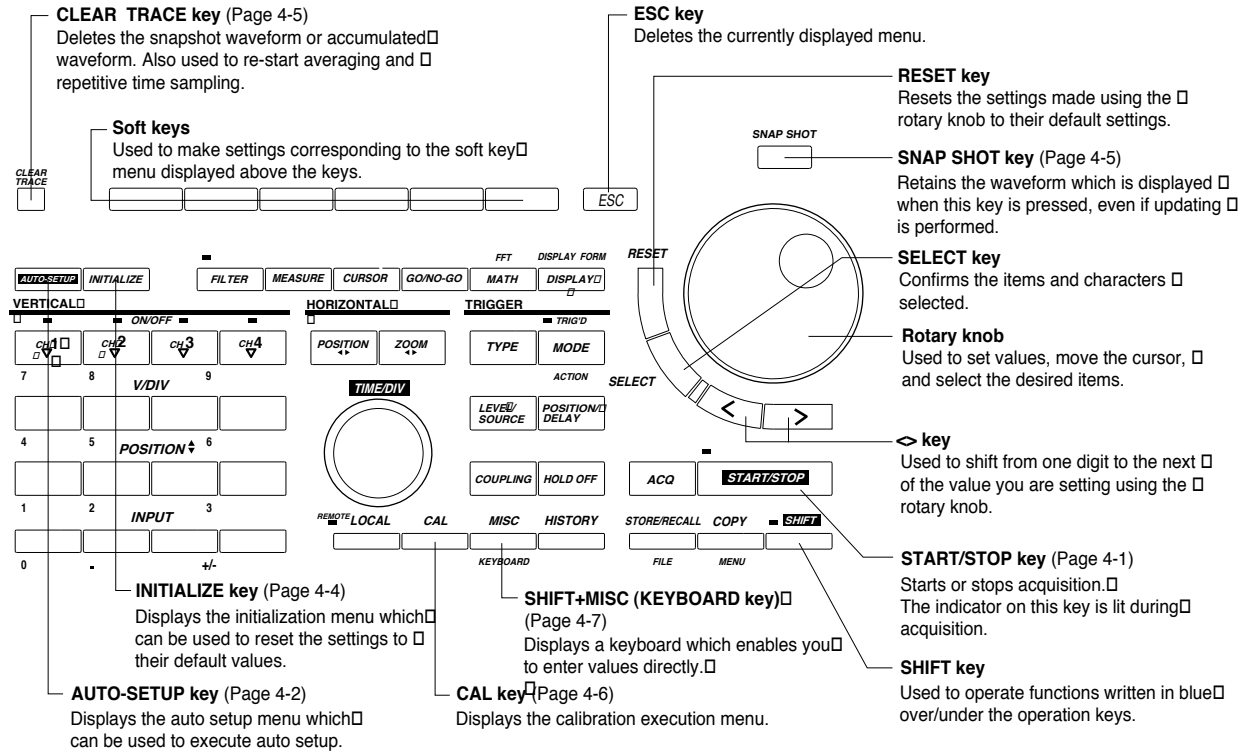 CLEAR TRACE key (Page 4-5)
Deletes the snapshot waveform or accumulated
waveform. Also used to re-start averaging and
repetitive time sampling.
ESC key
Deletes the currently displayed menu.
Soft keys
Used to make settings corresponding to the soft key
menu displayed above the keys.
RESET key
Resets the settings made using the
rotary knob to their default settings.
SNAP SHOT
SNAP SHOT key (Page 4-5)
Retains the waveform which is displayed
when this key is pressed, even if updating
is performed.
CLEAR
TRACE
ESC
RESET
SELECT key
Confirms the items and characters
selected.
FFT
DISPLAY FORM
AUTO-SETUP
INITIALIZE
FILTER
MEASURE
CURSOR
GO/NO-GO
MATH
DISPLAY
VERTICAL
HORIZONTAL
TRIGGER
ON/OFF
TRIG'D
CH1
CH2
CH3
CH4
POSITION
ZOOM
TYPE
MODE
Rotary knob
Used to set values, move the cursor,
and select the desired items.
7
8
9
V/DIV
TIME/DIV
ACTION
SELECT
LEVEL/
SOURCE
POSITION/
DELAY
< >
4
5
POSITION
6
<> key
Used to shift from one digit to the next
of the value you are setting using the
rotary knob.
COUPLING
HOLD OFF
ACQ
START/STOP
1
2
3
INPUT
REMOTE
LOCAL
CAL
MISC
HISTORY
STORE/RECALL
COPY
SHIFT
0
-
+/-
KEYBOARD
FILE
MENU
START/STOP key (Page 4-1)
Starts or stops acquisition.
The indicator on this key is lit during
acquisition.
INITIALIZE key (Page 4-4)
Displays the initialization menu which
can be used to reset the settings to
their default values.
SHIFT+MISC (KEYBOARD key)
(Page 4-7)
Displays a keyboard which enables you
to enter values directly.
SHIFT key
Used to operate functions written in blue
over/under the operation keys.
AUTO-SETUP key (Page 4-2)
Displays the auto setup menu which
can be used to execute auto setup.
CAL key (Page 4-6)
Displays the calibration execution menu.